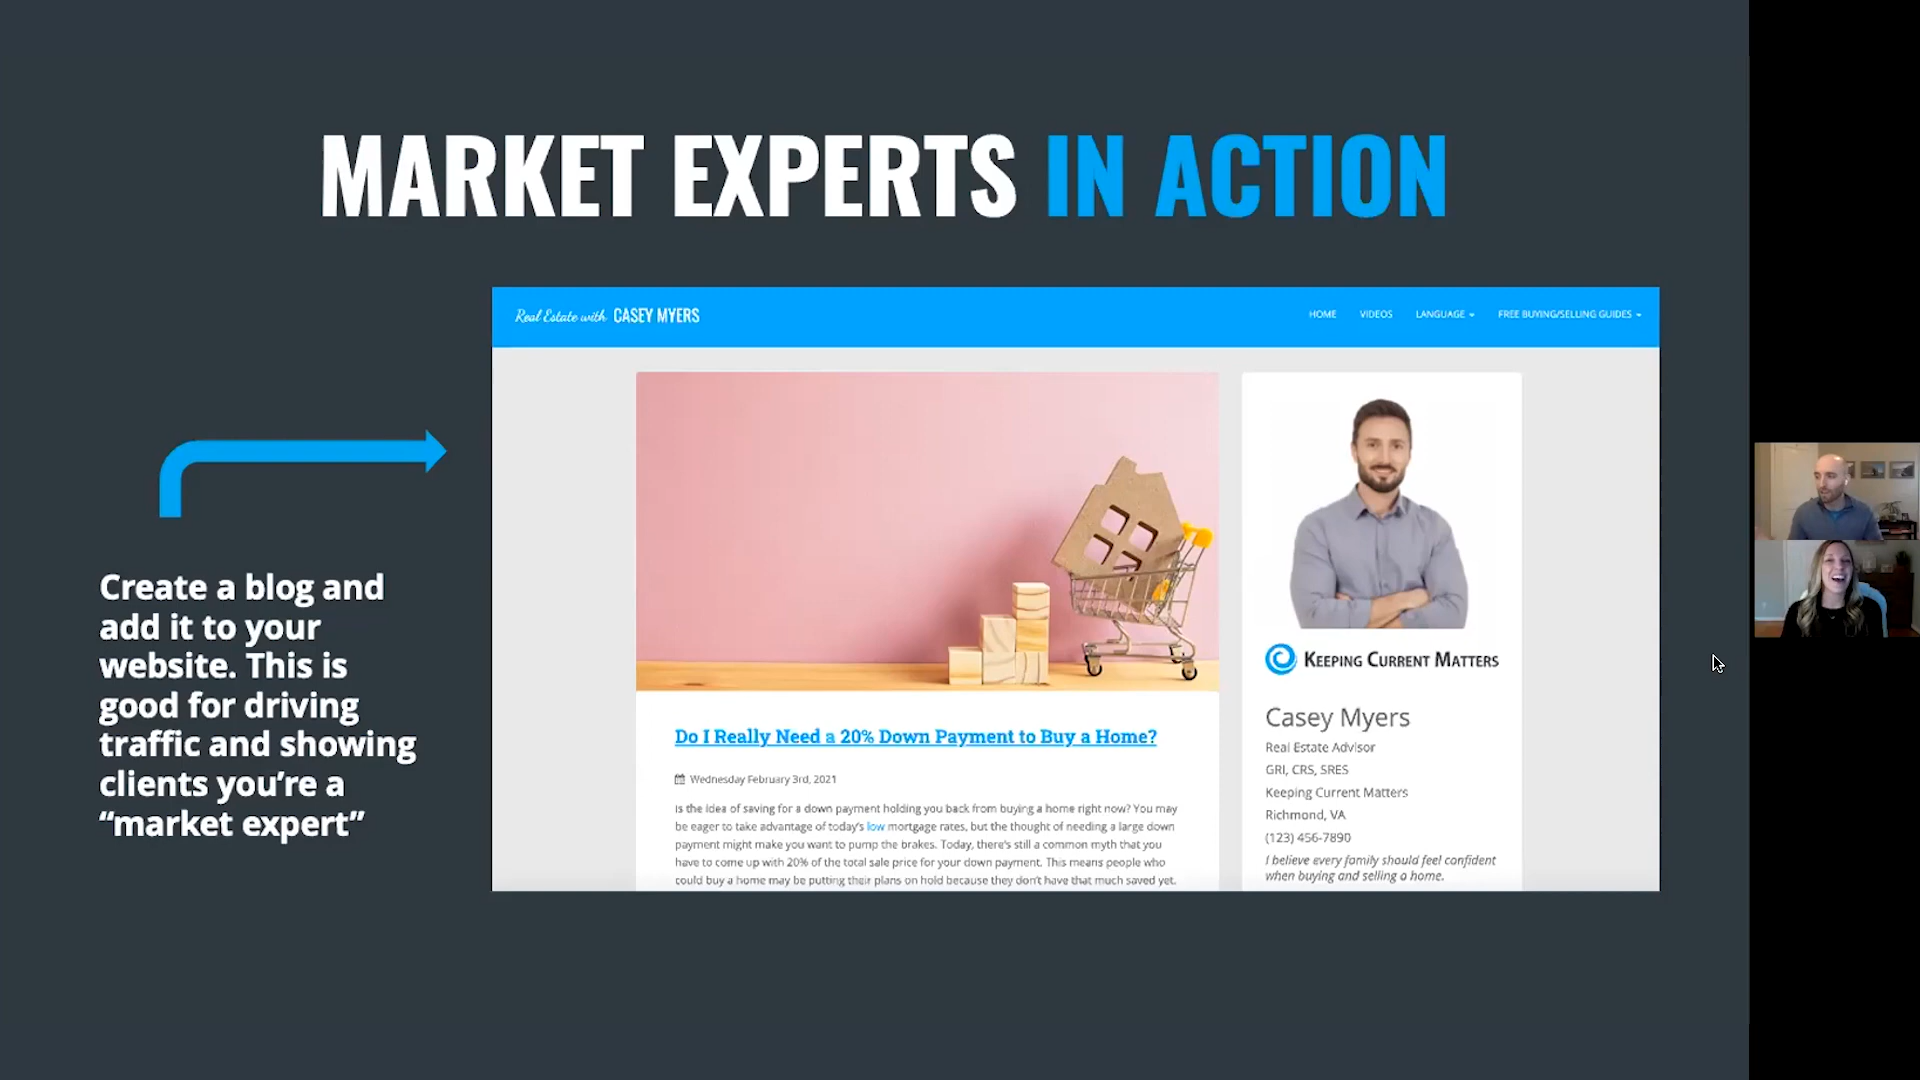 MARKET EXPERTS IN ACTION
Real Estate with CASEY MYERS
HOME VIDEOS LANGUAGE FREE BUYING/SELLING GUIDES
Create a blog and
add it to your
website. This is
good for driving
traffic and showing
clients you’re a
“market expert”
Do I Really Need a 20% Down Payment to Buy a Home?
Wednesday February 3rd, 2021
Is the idea of saving for a down payment holding you back from buying a home right now? You may
be eager to take advantage of today's low mortgage rates, but the thought of needing a large down
payment might make you want to pump the brakes. Today, there's still a common myth that you
have to come up with 20% of the total sale price for your down payment. This means people who
could buy a home may be putting their plans on hold because they don't have that much saved yet.
KEEPING CURRENT MATTERS
Casey Myers
Real Estate Advisor
GRI, CRS, SRES
Keeping Current Matters
Richmond, VA
(123) 456-7890
I believe every family should feel confident
when buying and selling a home.